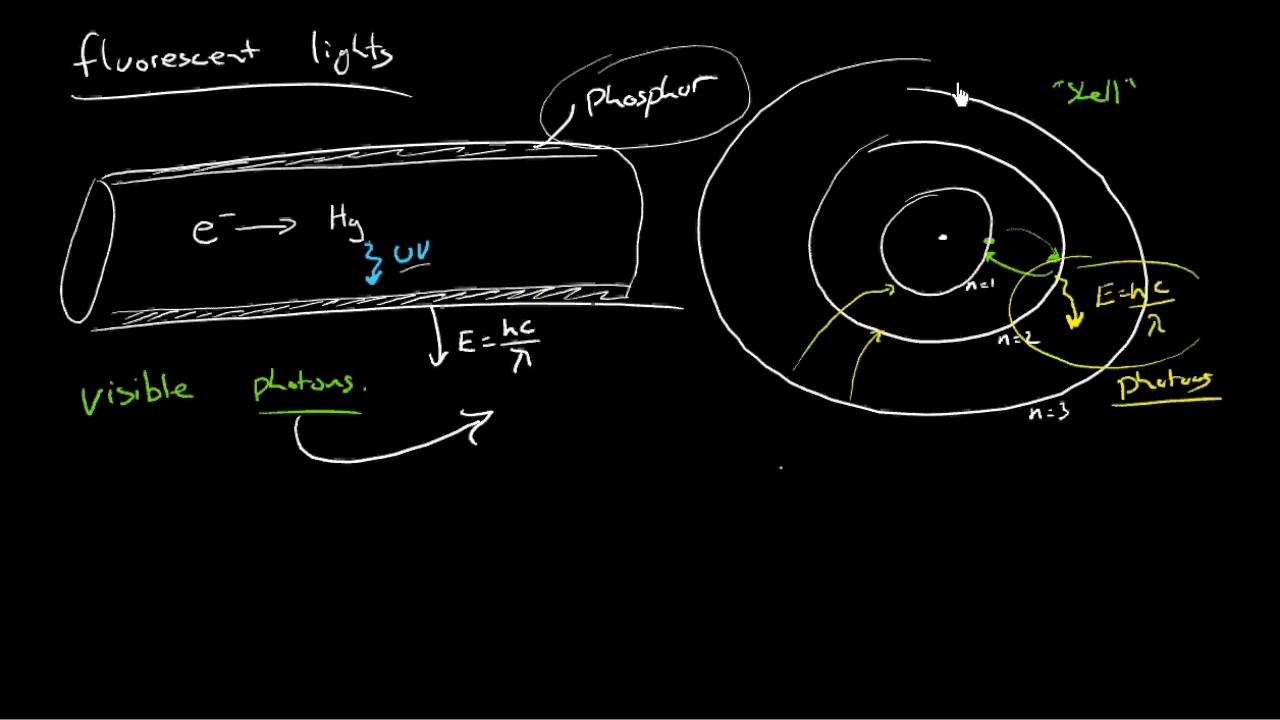 fluorescent lights
phosphor
e⁻ → Hg
UV
E = hc/λ
visible photons.
"Shell"
n=1
n=2
n=3
E = hc/λ
photons